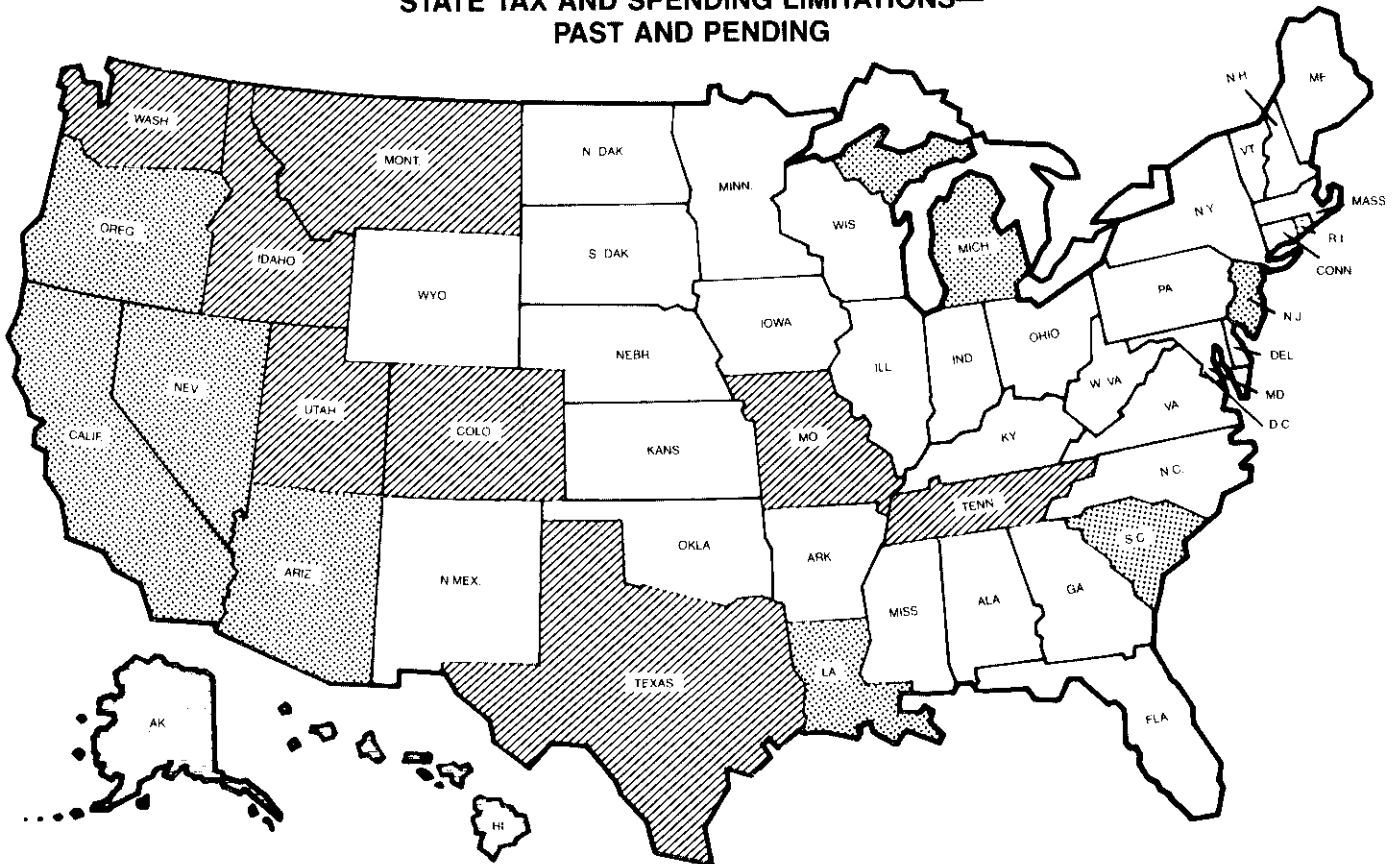 STATE TAX AND SPENDING LIMITATIONS—
PAST AND PENDING
N H
ME
WASH
MONT.
N DAK
MINN.
VT
MASS
OREG
IDAHO
S DAK
WIS
MICH
N Y
R I
CONN
WYO
PA
N J
IOWA
NEBR
OHIO
DEL
NEV
ILL
IND
W VA
MD
UTAH
COLO
VA
D C
CALIF.
KANS
MO
KY
N C.
TENN
S C
OKLA
ARK
ARIZ
N MEX.
MISS
ALA
GA
TEXAS
LA
AK
FLA
HI